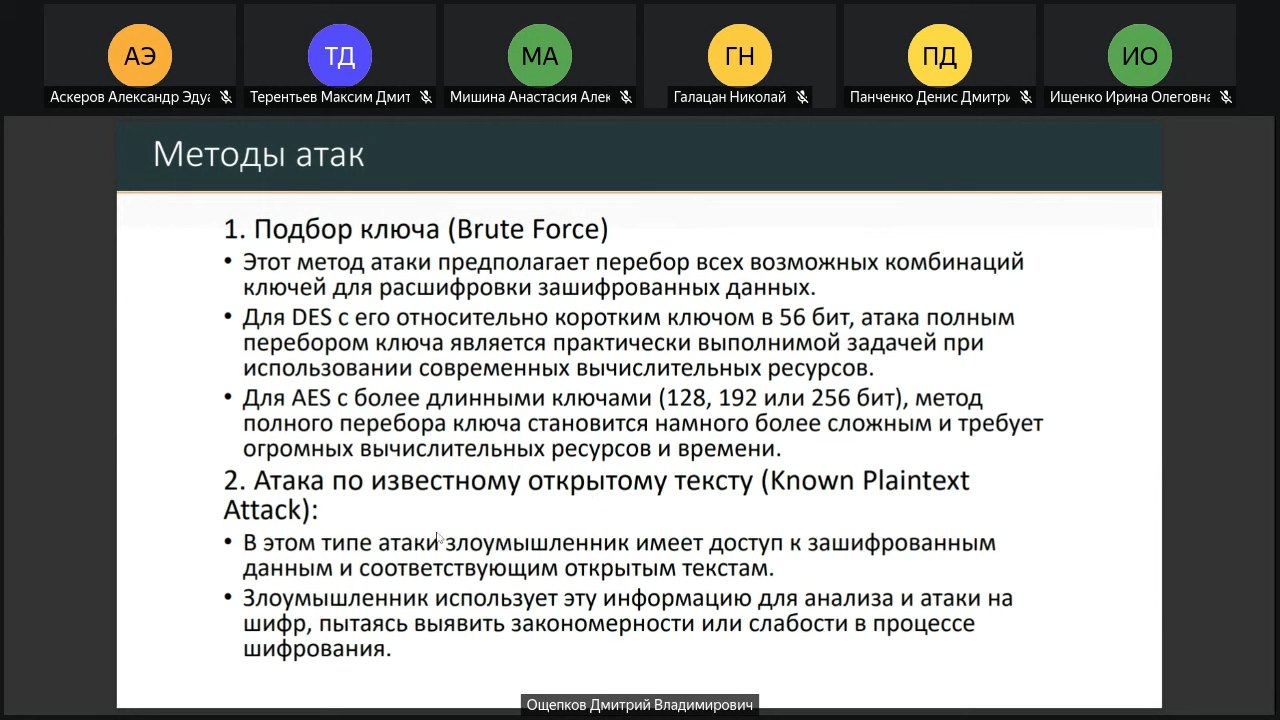 АЭ
ТД
МА
ГН
ПД
ИО
Аскеров Александр Эдуа
Терентьев Максим Дмит
Мишина Анастасия Алек
Галацан Николай
Панченко Денис Дмитри
Ищенко Ирина Олеговна
Методы атак
1. Подбор ключа (Brute Force)
• Этот метод атаки предполагает перебор всех возможных комбинаций
ключей для расшифровки зашифрованных данных.
• Для DES с его относительно коротким ключом в 56 бит, атака полным
перебором ключа является практически выполнимой задачей при
использовании современных вычислительных ресурсов.
• Для AES с более длинными ключами (128, 192 или 256 бит), метод
полного перебора ключа становится намного более сложным и требует
огромных вычислительных ресурсов и времени.
2. Атака по известному открытому тексту (Known Plaintext
Attack):
• В этом типе атаки злоумышленник имеет доступ к зашифрованным
данным и соответствующим открытым текстам.
• Злоумышленник использует эту информацию для анализа и атаки на
шифр, пытаясь выявить закономерности или слабости в процессе
шифрования.
Ощепков Дмитрий Владимирович